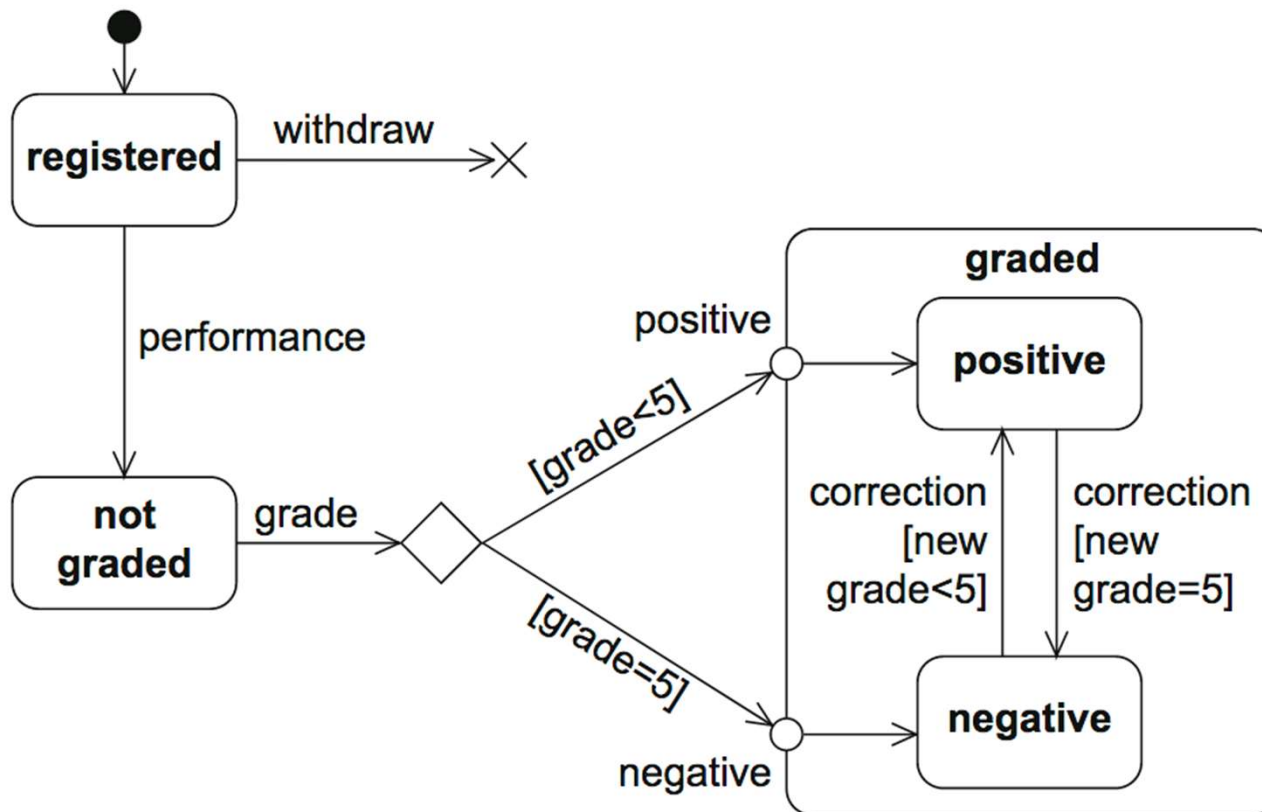 withdraw
registered
graded
positive
positive
performance
[grade<5]
correction
[new
grade<5]
correction
[new
grade=5]
not
graded
grade
[grade=5]
negative
negative